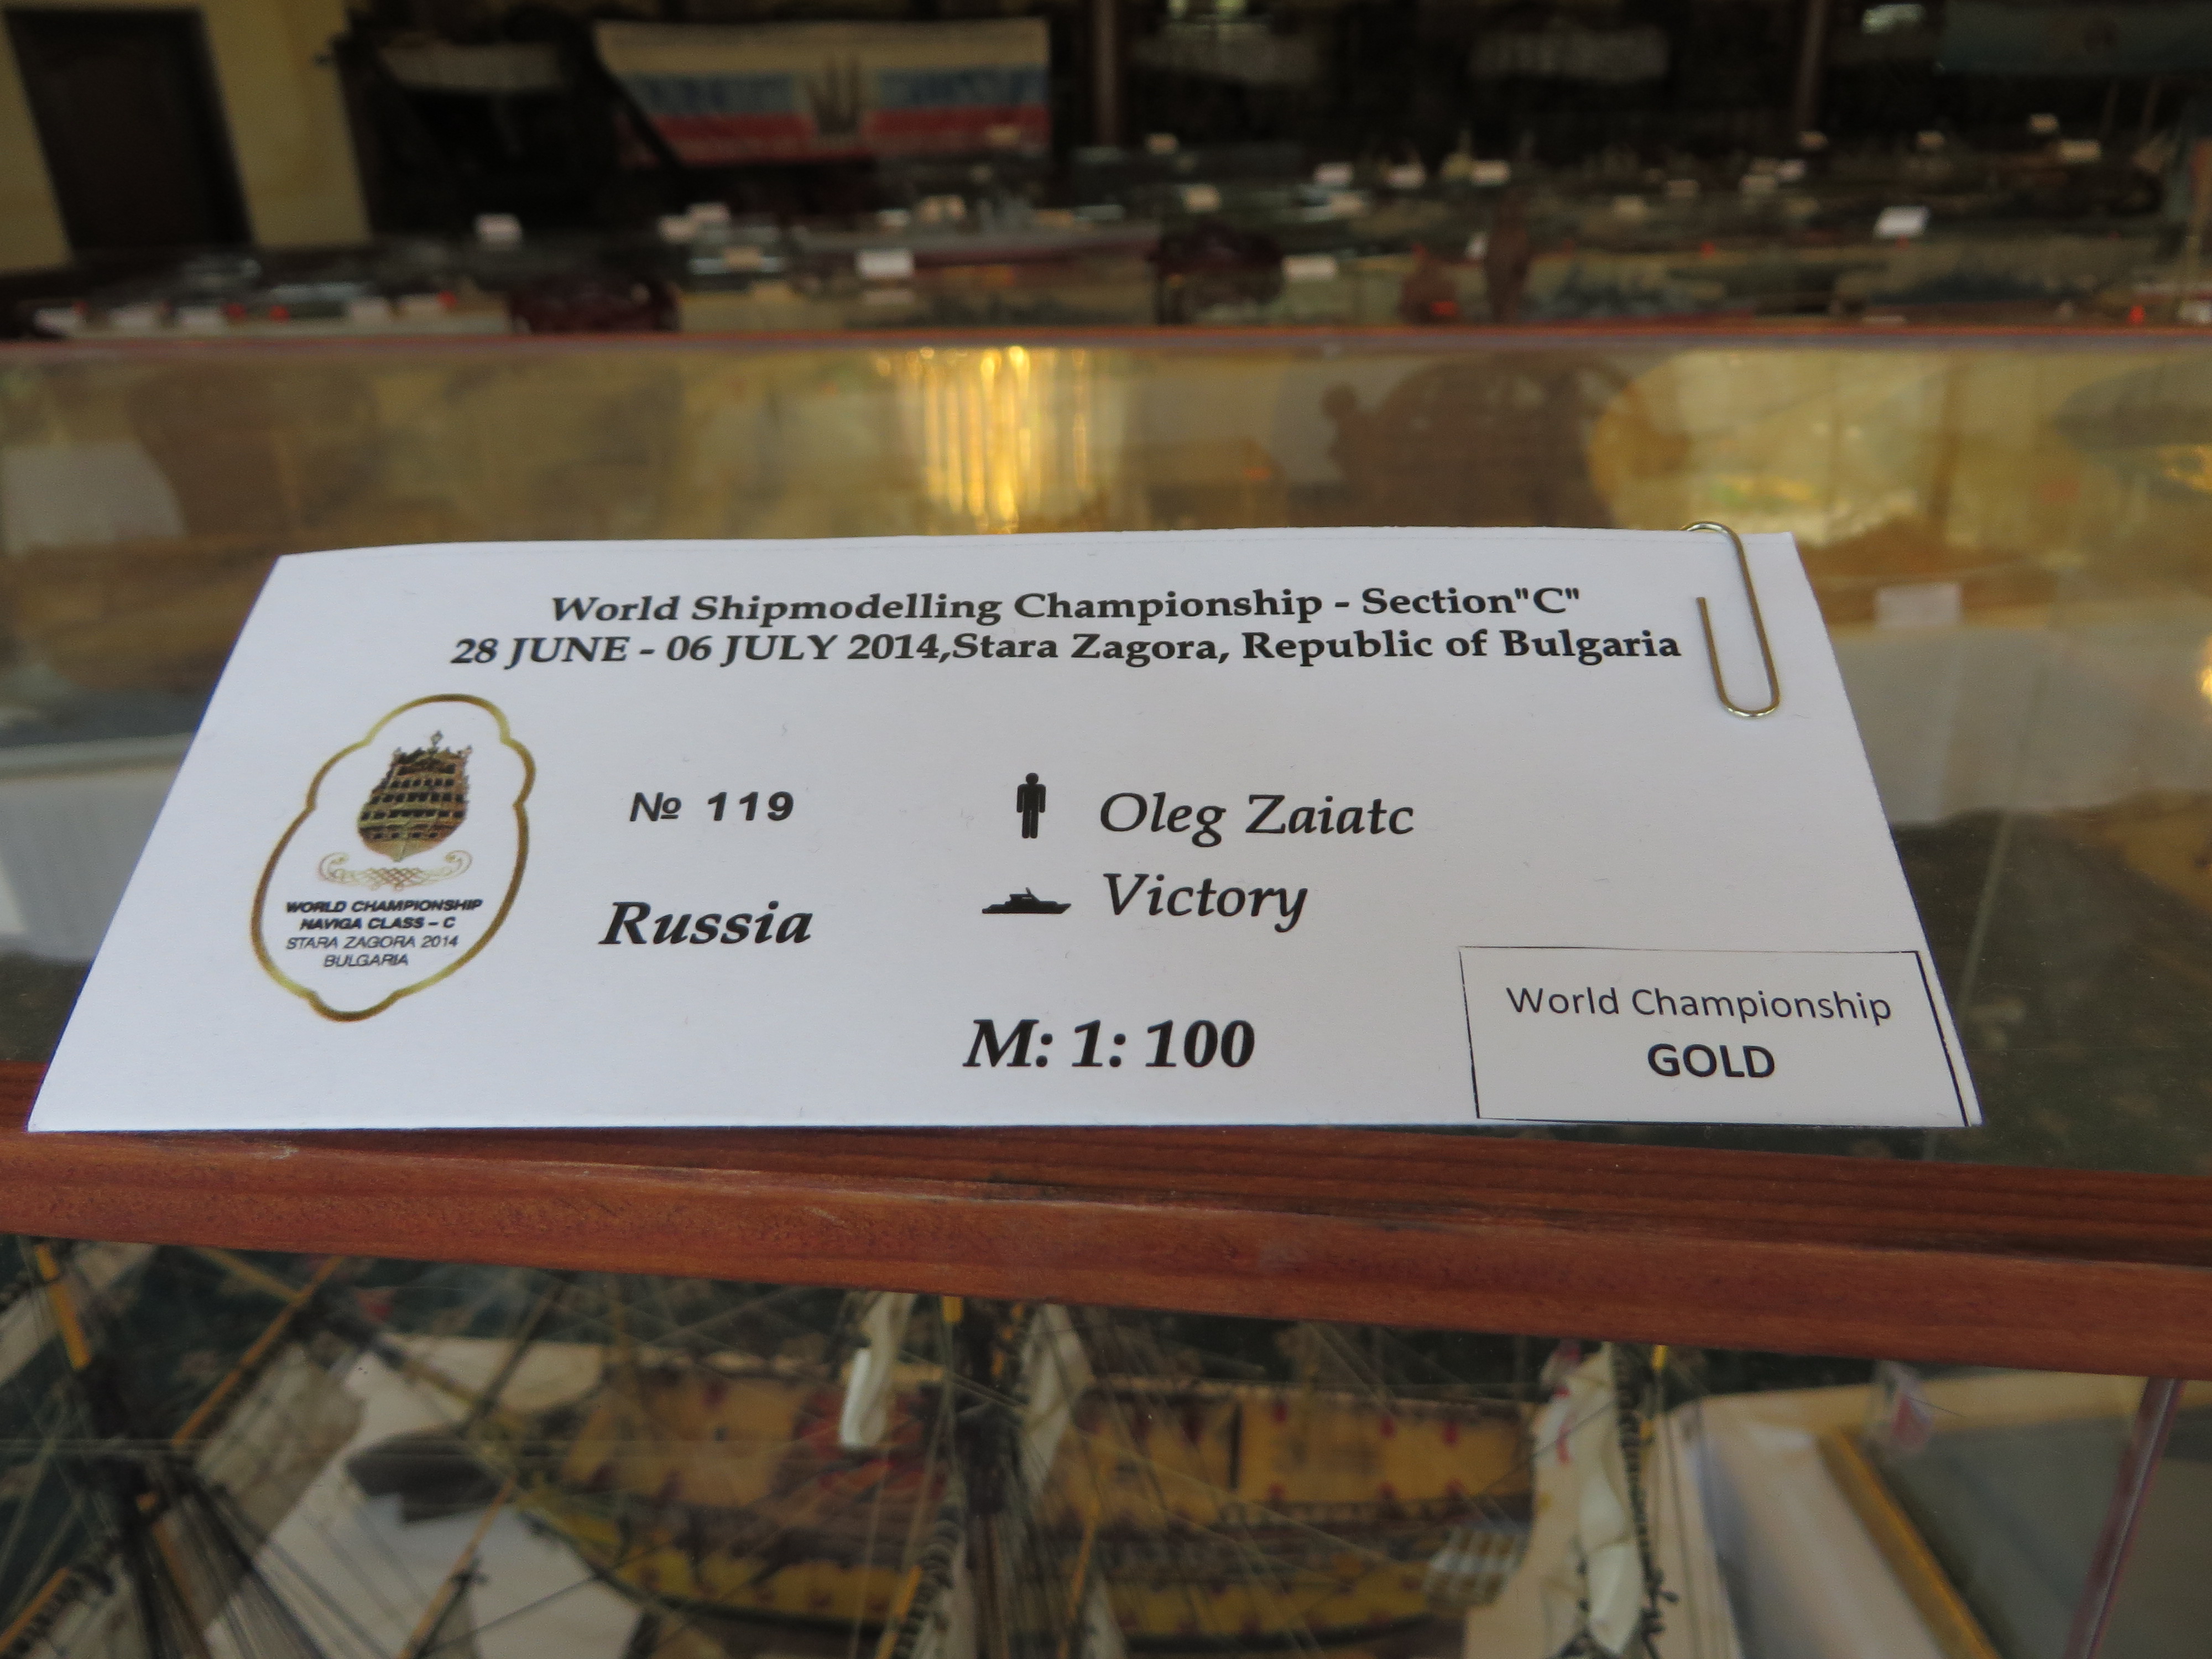 World Shipmodelling Championship - Section"C"
28 JUNE - 06 JULY 2014,Stara Zagora, Republic of Bulgaria
№ 119
Oleg Zaiatc
Russia
Victory
M: 1: 100
WORLD CHAMPIONSHIP
NAVIGA CLASS – C
STARA ZAGORA 2014
BULGARIA
World Championship
GOLD